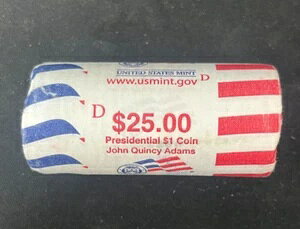 UNITED STATES MINT
www.usmint.gov D
D
$25.00
Presidential $1 Coin
John Quincy Adams